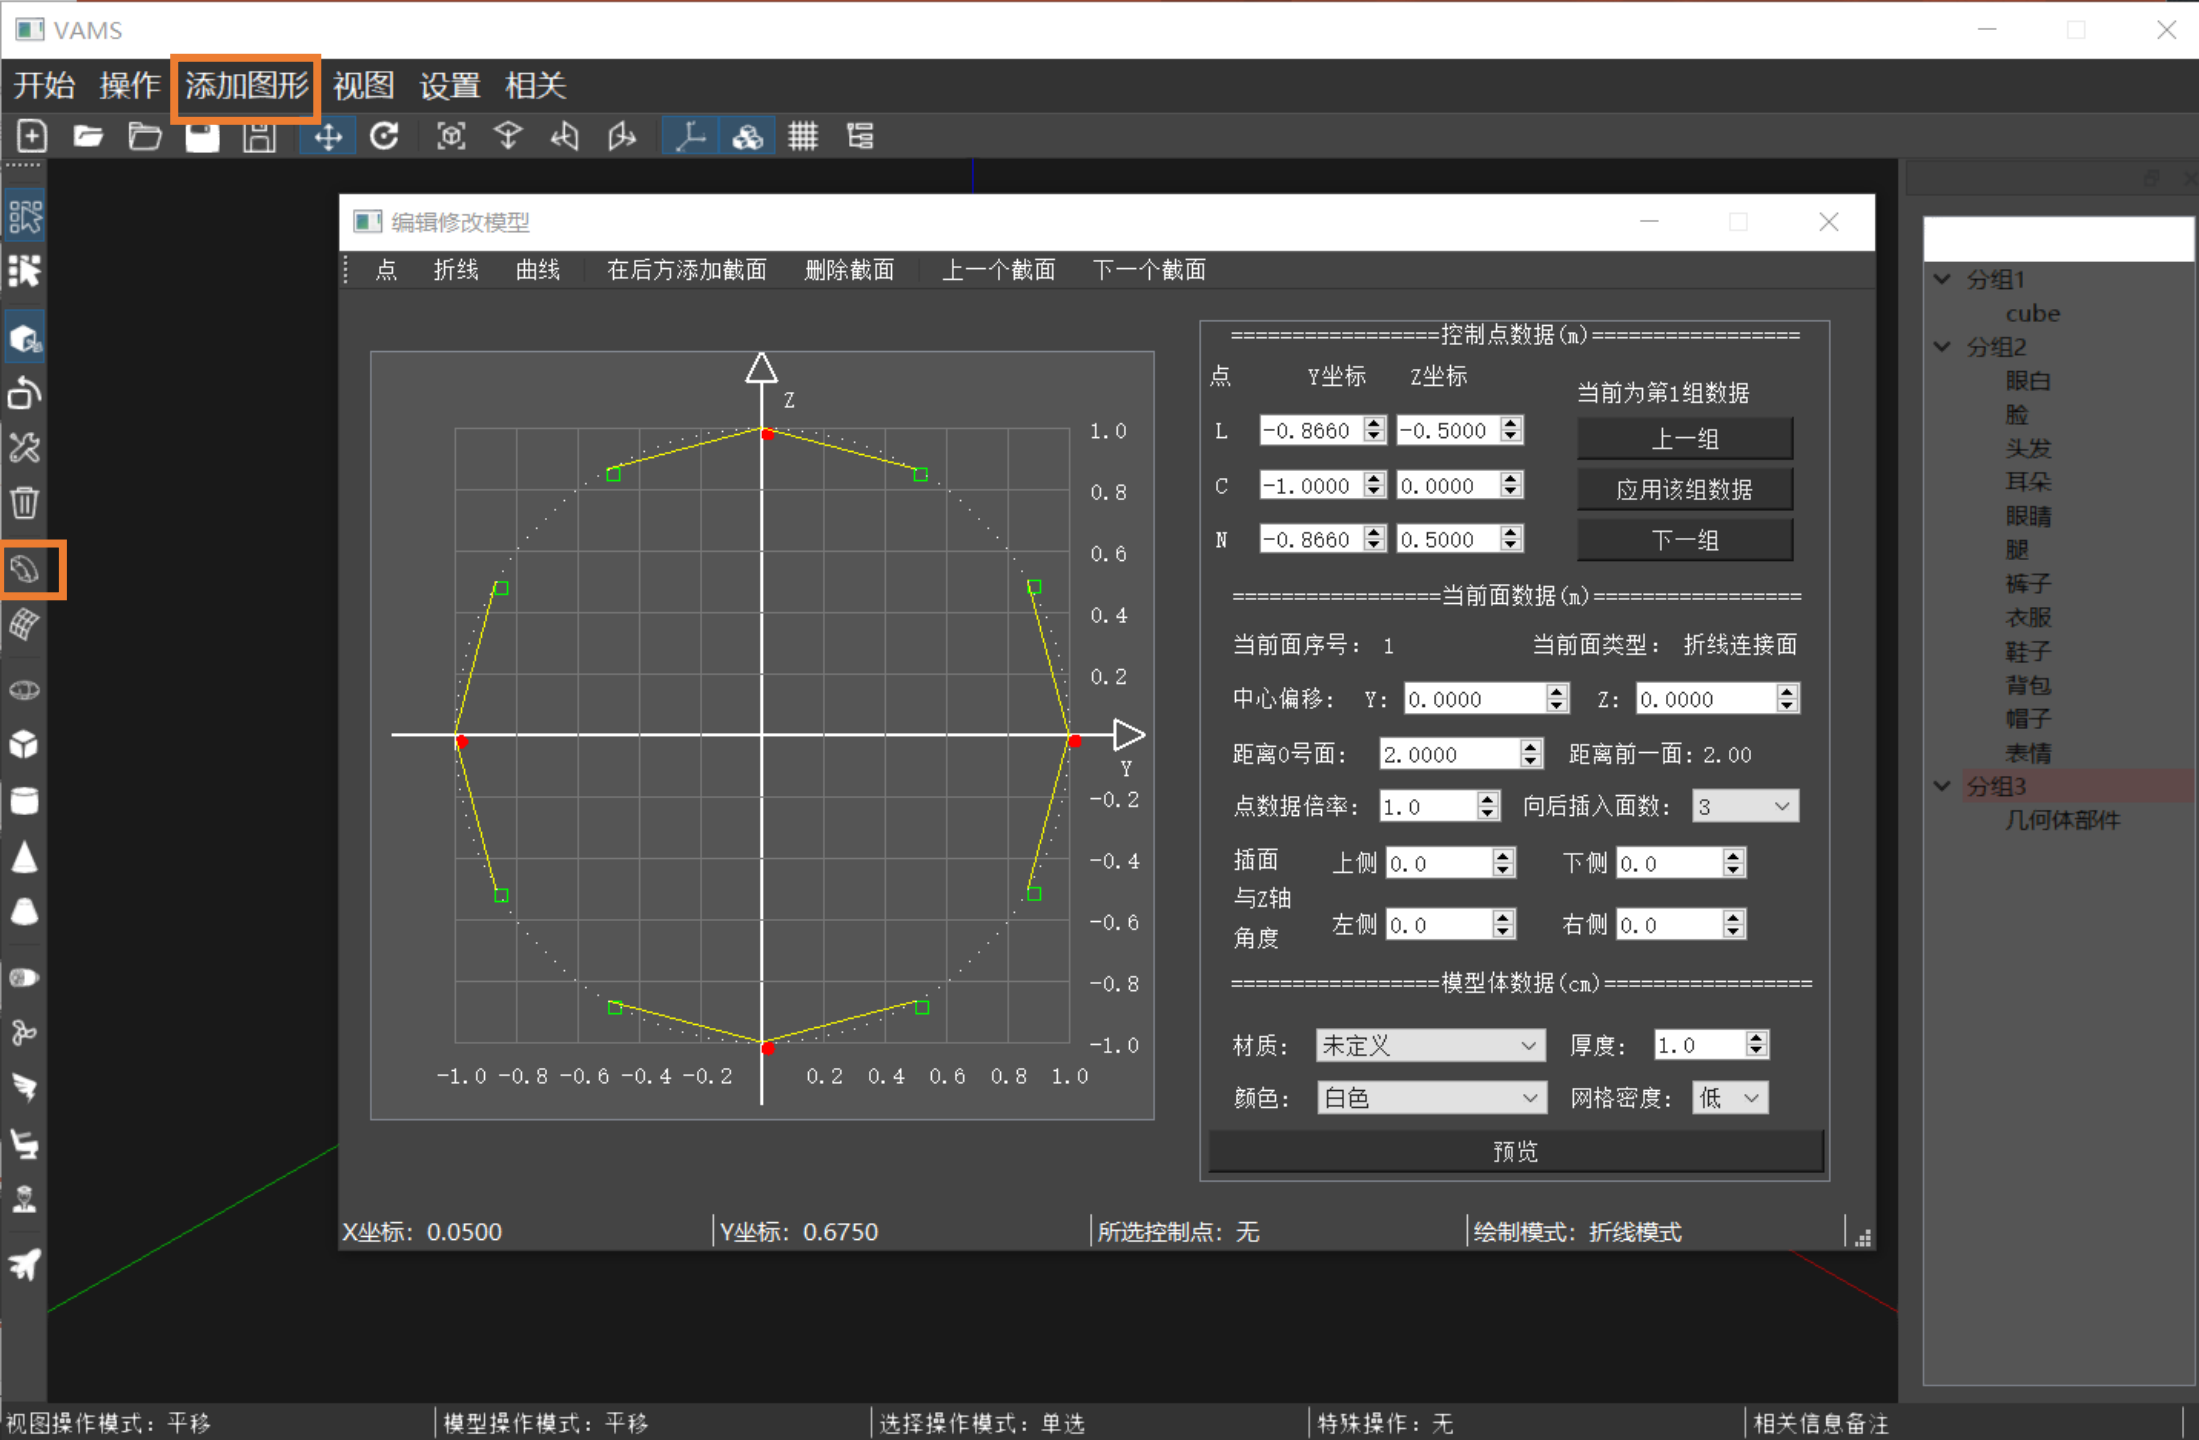 VAMS
开始 操作 添加图形 视图 设置 相关
编辑修改模型
点 折线 曲线 在后方添加截面 删除截面 上一个截面 下一个截面
Z
1.0
0.8
0.6
0.4
0.2
Y
-0.2
-0.4
-0.6
-0.8
-1.0
-1.0 -0.8 -0.6 -0.4 -0.2 0.2 0.4 0.6 0.8 1.0
=================控制点数据(m)=================
点 Y坐标 Z坐标 当前为第1组数据
L -0.8660 -0.5000 上一组
C -1.0000 0.0000 应用该组数据
N -0.8660 0.5000 下一组
=================当前面数据(m)=================
当前面序号: 1 当前面类型: 折线连接面
中心偏移: Y: 0.0000 Z: 0.0000
距离0号面: 2.0000 距离前一面: 2.00
点数据倍率: 1.0 向后插入面数: 3
插面 上侧 0.0 下侧 0.0
与Z轴
角度 左侧 0.0 右侧 0.0
=================模型体数据(cm)=================
材质: 未定义 厚度: 1.0
颜色: 白色 网格密度: 低
预览
X坐标: 0.0500 Y坐标: 0.6750 所选控制点: 无 绘制模式: 折线模式
分组1
cube
分组2
眼白
脸
头发
耳朵
眼睛
腿
裤子
衣服
鞋子
背包
帽子
表情
分组3
几何体部件
视图操作模式: 平移 模型操作模式: 平移 选择操作模式: 单选 特殊操作: 无 相关信息备注